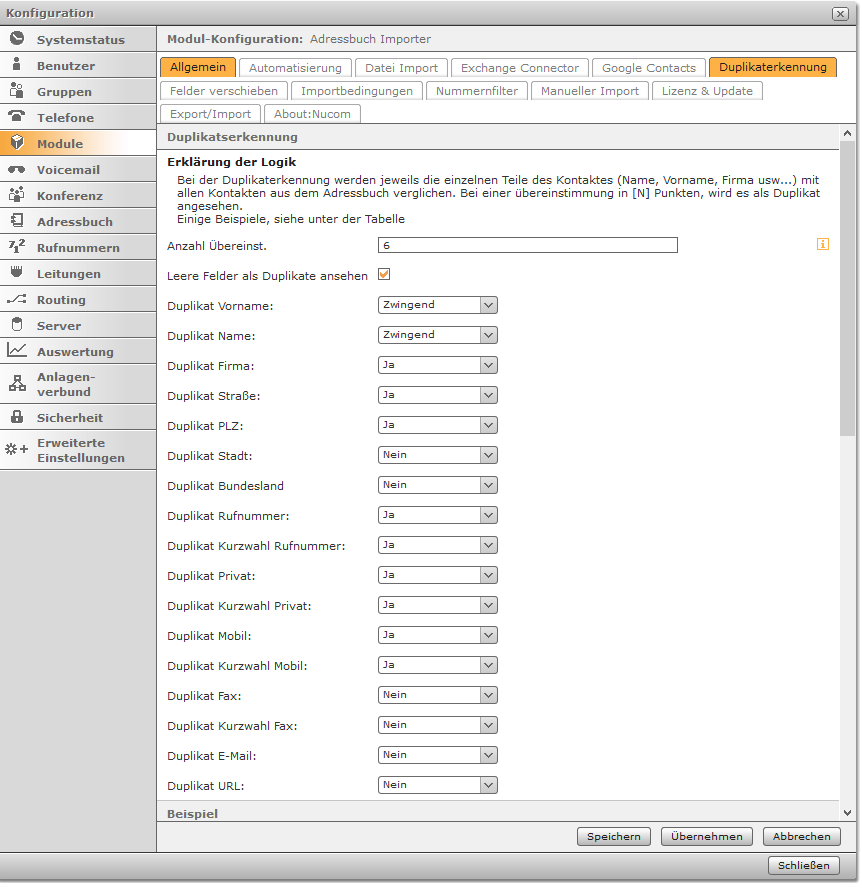 Konfiguration
Systemstatus
Benutzer
Gruppen
Telefone
Module
Voicemail
Konferenz
Adressbuch
Rufnummern
Leitungen
Routing
Server
Auswertung
Anlagen-
verbund
Sicherheit
Erweiterte
Einstellungen
Modul-Konfiguration: Adressbuch Importer
Allgemein Automatisierung Datei Import Exchange Connector Google Contacts Duplikaterkennung
Felder verschieben Importbedingungen Nummernfilter Manueller Import Lizenz & Update
Export/Import About:Nucom
Duplikatserkennung
Erklärung der Logik
Bei der Duplikaterkennung werden jeweils die einzelnen Teile des Kontaktes (Name, Vorname, Firma usw...) mit
allen Kontakten aus dem Adressbuch verglichen. Bei einer übereinstimmung in [N] Punkten, wird es als Duplikat
angesehen.
Einige Beispiele, siehe unter der Tabelle
Anzahl Übereinst. 6
Leere Felder als Duplikate ansehen
Duplikat Vorname: Zwingend
Duplikat Name: Zwingend
Duplikat Firma: Ja
Duplikat Straße: Ja
Duplikat PLZ: Ja
Duplikat Stadt: Nein
Duplikat Bundesland Nein
Duplikat Rufnummer: Ja
Duplikat Kurzwahl Rufnummer: Ja
Duplikat Privat: Ja
Duplikat Kurzwahl Privat: Ja
Duplikat Mobil: Ja
Duplikat Kurzwahl Mobil: Ja
Duplikat Fax: Nein
Duplikat Kurzwahl Fax: Nein
Duplikat E-Mail: Nein
Duplikat URL: Nein
Beispiel
Speichern Übernehmen Abbrechen
Schließen